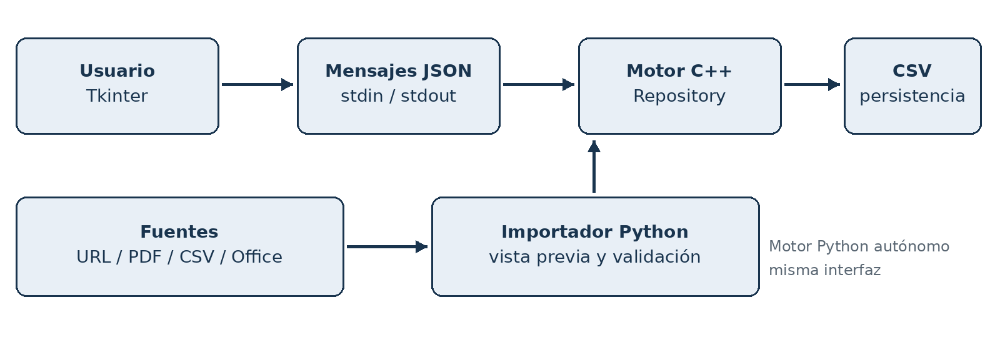 Usuario
Tkinter
Mensajes JSON
stdin / stdout
Motor C++
Repository
CSV
persistencia
Fuentes
URL / PDF / CSV / Office
Importador Python
vista previa y validación
Motor Python autónomo
misma interfaz